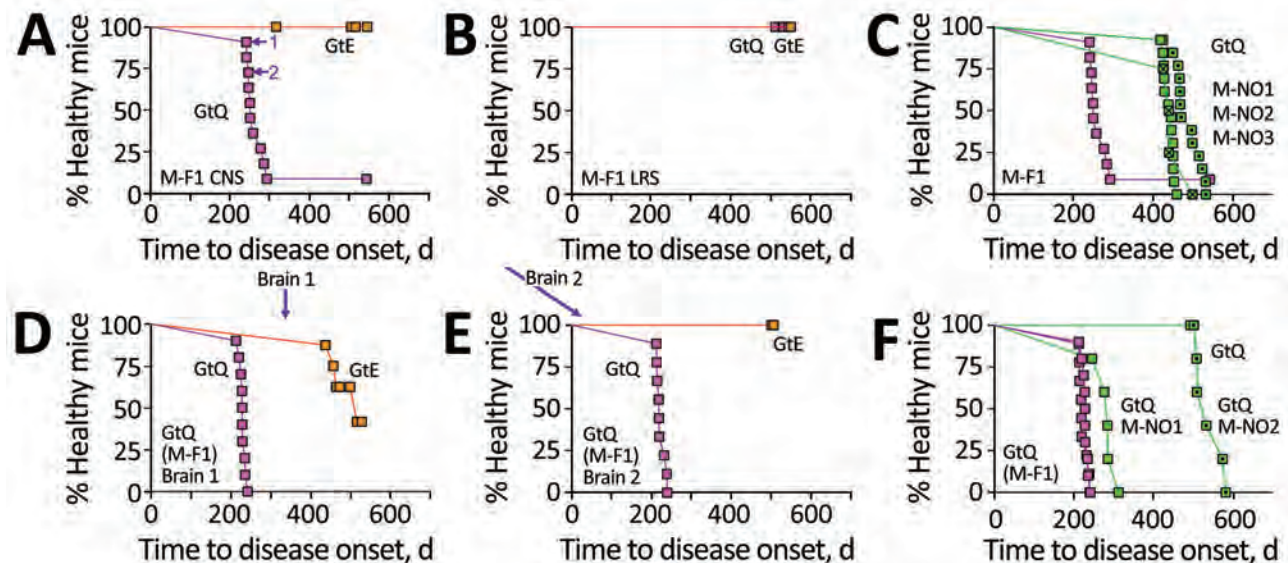 A
% Healthy mice
100
75
50
25
0
1
2
GtE
GtQ
M-F1 CNS
0 200 400 600
Time to disease onset, d
B
% Healthy mice
100
75
50
25
0
GtQ GtE
M-F1 LRS
0 200 400 600
Time to disease onset, d
C
% Healthy mice
100
75
50
25
0
GtQ
M-NO1
M-NO2
M-NO3
M-F1
0 200 400 600
Time to disease onset, d
Brain 1
D
% Healthy mice
100
75
50
25
0
GtQ
GtE
GtQ
(M-F1)
Brain 1
0 200 400 600
Time to disease onset, d
Brain 2
E
% Healthy mice
100
75
50
25
0
GtE
GtQ
GtQ
(M-F1)
Brain 2
0 200 400 600
Time to disease onset, d
F
% Healthy mice
100
75
50
25
0
GtQ
GtQ
M-NO1
GtQ
M-NO2
GtQ
(M-F1)
0 200 400 600
Time to disease onset, d